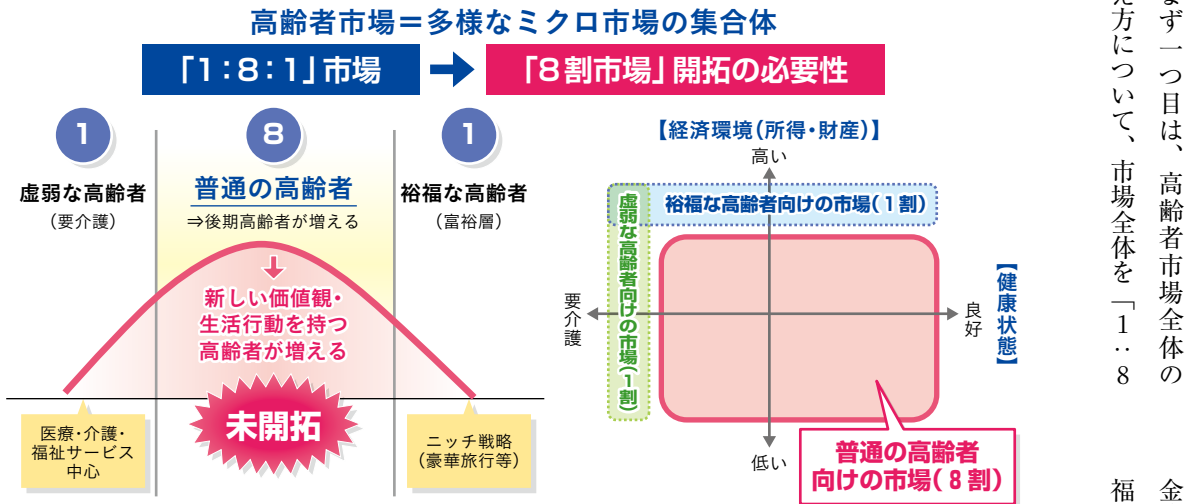 高齢者市場＝多様なミクロ市場の集合体
「1：8：1」市場
「8割市場」開拓の必要性
1
虚弱な高齢者
（要介護）
8
普通の高齢者
⇒後期高齢者が増える
1
裕福な高齢者
（富裕層）
新しい価値観・
生活行動を持つ
高齢者が増える
未開拓
医療・介護・
福祉サービス
中心
ニッチ戦略
（豪華旅行等）
【経済環境（所得・財産）】
高い
裕福な高齢者向けの市場（1割）
虚弱な高齢者向けの市場（1割）
要介護
良好
【健康状態】
低い
普通の高齢者
向けの市場（8割）
まず一つ目は、高齢者市場全体の
え方について、市場全体を「1：8
金
福